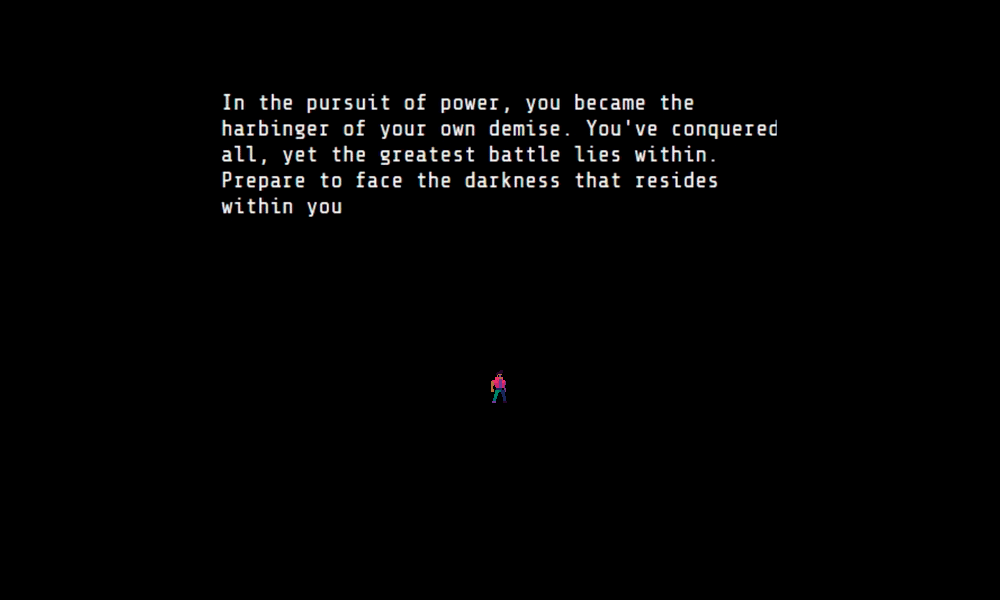 In the pursuit of power, you became the
harbinger of your own demise. You've conquered
all, yet the greatest battle lies within.
Prepare to face the darkness that resides
within you